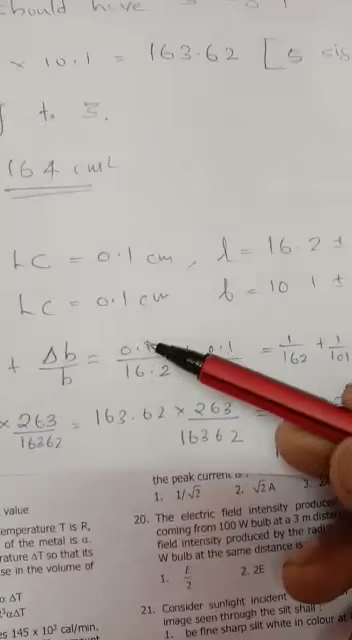 should have
× 10.1 = 163.62 [5 sig
to 3.
164 cm²
LC = 0.1 cm, l = 16.2 ±
LC = 0.1 cm b = 10.1 ±
+ Δb/b = 0.1/16.2 + 0.1 = 1/162 + 1/101
× 263/16362 = 163.62 × 263/16362 =
value
temperature T is R,
of the metal is α.
erature ΔT so that its
se in the volume of
α ΔT
³αΔT
es 145 × 10³ cal/min.
the peak current
1. 1/√2 2. √2 A 3.
20. The electric field intensity produced
coming from 100 W bulb at a 3 m distan
field intensity produced by the radia
W bulb at the same distance is
1. E/2 2. 2E
21. Consider sunlight incident
image seen through the slit shall
1. be fine sharp slit white in colour at